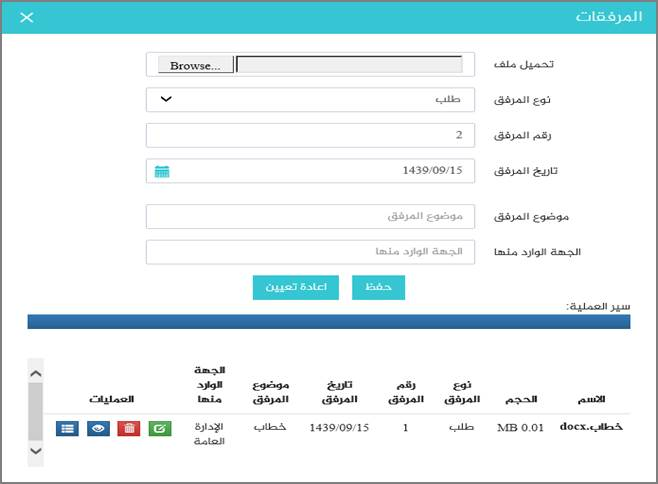 المرفقات
تحميل ملف Browse...
نوع المرفق طلب
رقم المرفق 2
تاريخ المرفق 1439/09/15
موضوع المرفق موضوع المرفق
الجهة الوارد منها الجهة الوارد منها
حفظ اعادة تعيين
سير العملية:
الاسم الحجم نوع المرفق رقم المرفق تاريخ المرفق موضوع المرفق الجهة الوارد منها العمليات
خطاب.docx 0.01 MB طلب 1 1439/09/15 خطاب الإدارة العامة